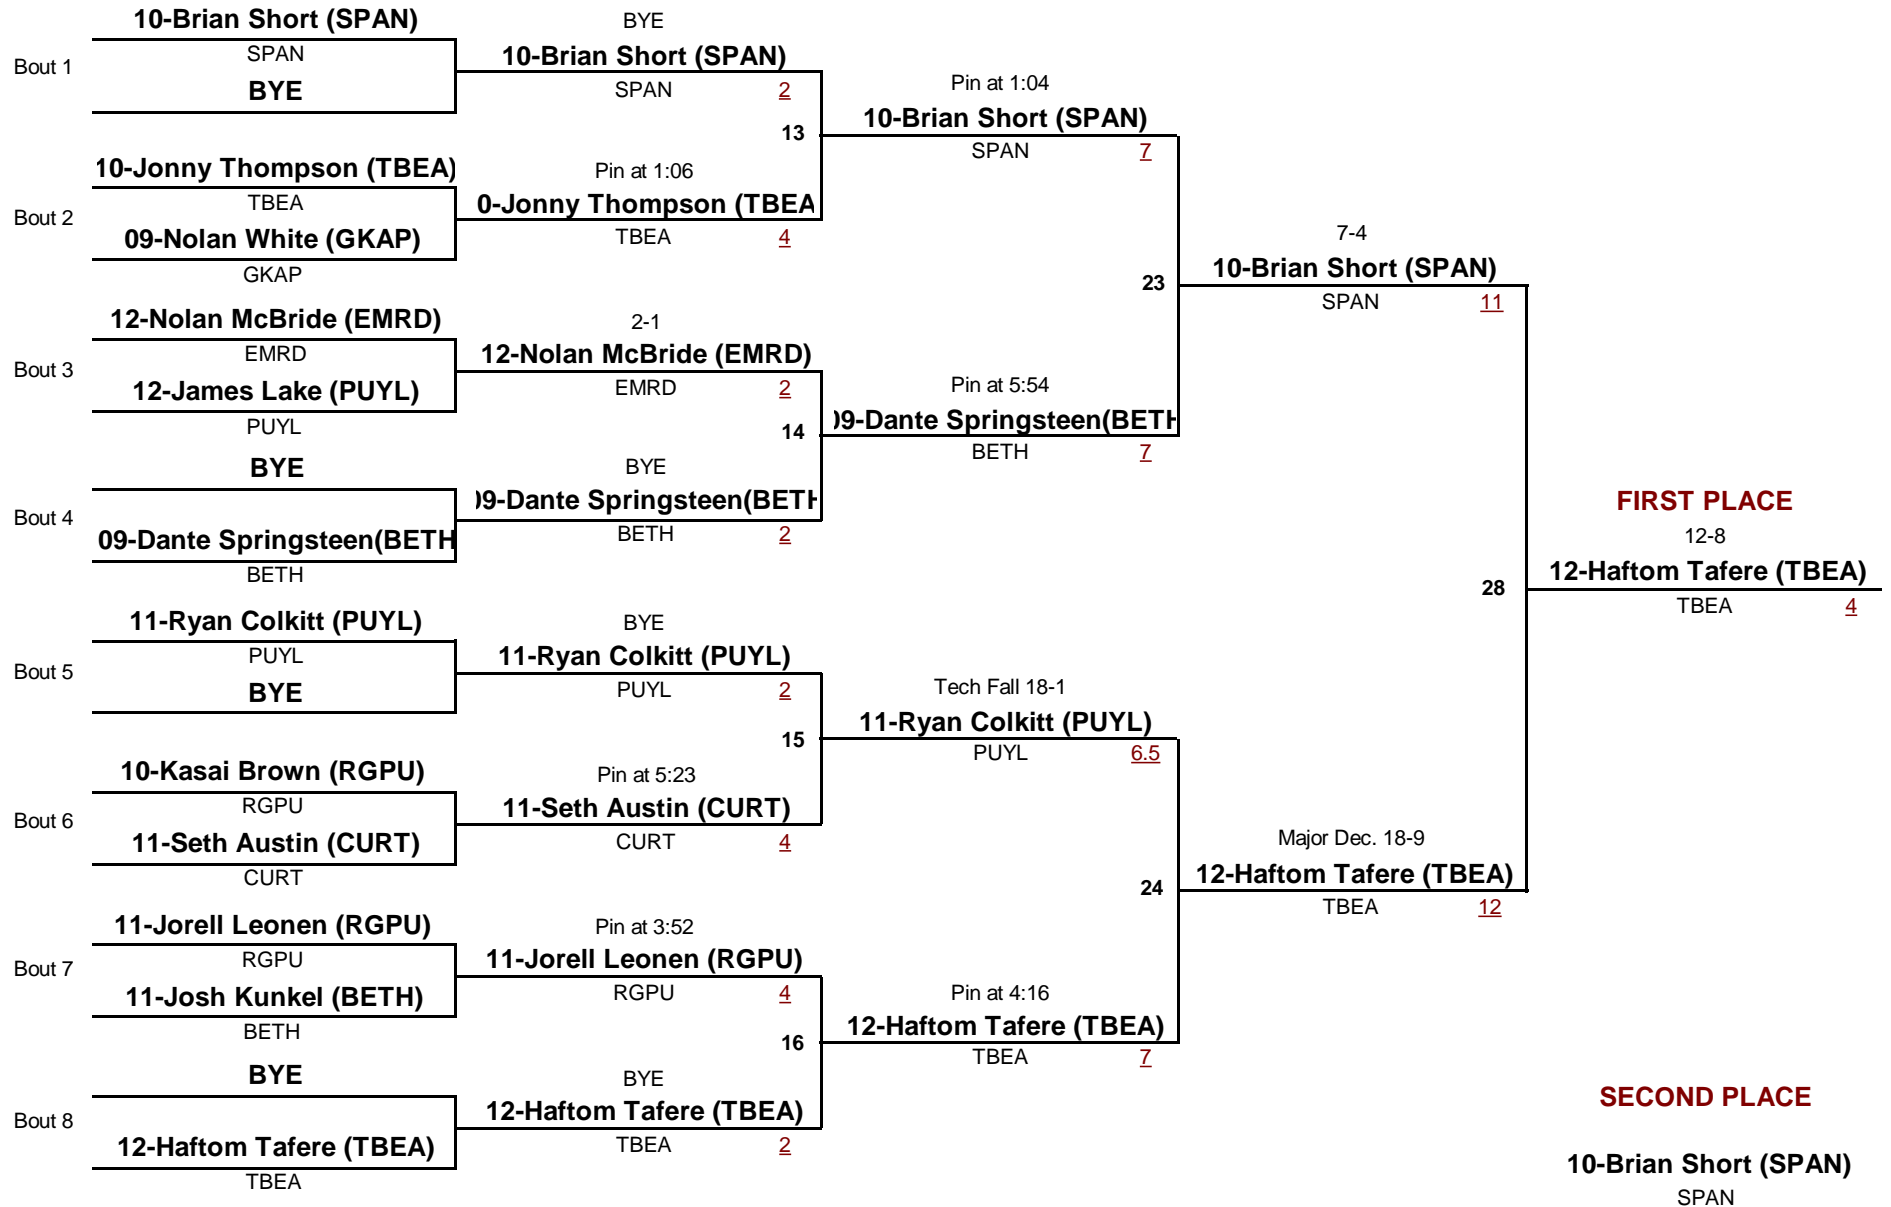 10-Brian Short (SPAN)
Bout 1
SPAN
BYE
10-Jonny Thompson (TBEA)
Bout 2
TBEA
09-Nolan White (GKAP)
GKAP
12-Nolan McBride (EMRD)
Bout 3
EMRD
12-James Lake (PUYL)
PUYL
BYE
Bout 4
09-Dante Springsteen(BETH
BETH
11-Ryan Colkitt (PUYL)
Bout 5
PUYL
BYE
10-Kasai Brown (RGPU)
Bout 6
RGPU
11-Seth Austin (CURT)
CURT
11-Jorell Leonen (RGPU)
Bout 7
RGPU
11-Josh Kunkel (BETH)
BETH
BYE
Bout 8
12-Haftom Tafere (TBEA)
TBEA
BYE
10-Brian Short (SPAN)
SPAN 2
13
Pin at 1:06
0-Jonny Thompson (TBEA
TBEA 4
2-1
12-Nolan McBride (EMRD)
EMRD 2
14
BYE
09-Dante Springsteen(BETH
BETH 2
BYE
11-Ryan Colkitt (PUYL)
PUYL 2
15
Pin at 5:23
11-Seth Austin (CURT)
CURT 4
Pin at 3:52
11-Jorell Leonen (RGPU)
RGPU 4
16
BYE
12-Haftom Tafere (TBEA)
TBEA 2
Pin at 1:04
10-Brian Short (SPAN)
SPAN 7
23
Pin at 5:54
09-Dante Springsteen(BETH
BETH 7
Tech Fall 18-1
11-Ryan Colkitt (PUYL)
PUYL 6.5
24
Pin at 4:16
12-Haftom Tafere (TBEA)
TBEA 7
7-4
10-Brian Short (SPAN)
SPAN 11
28
Major Dec. 18-9
12-Haftom Tafere (TBEA)
TBEA 12
FIRST PLACE
12-8
12-Haftom Tafere (TBEA)
TBEA 4
SECOND PLACE
10-Brian Short (SPAN)
SPAN